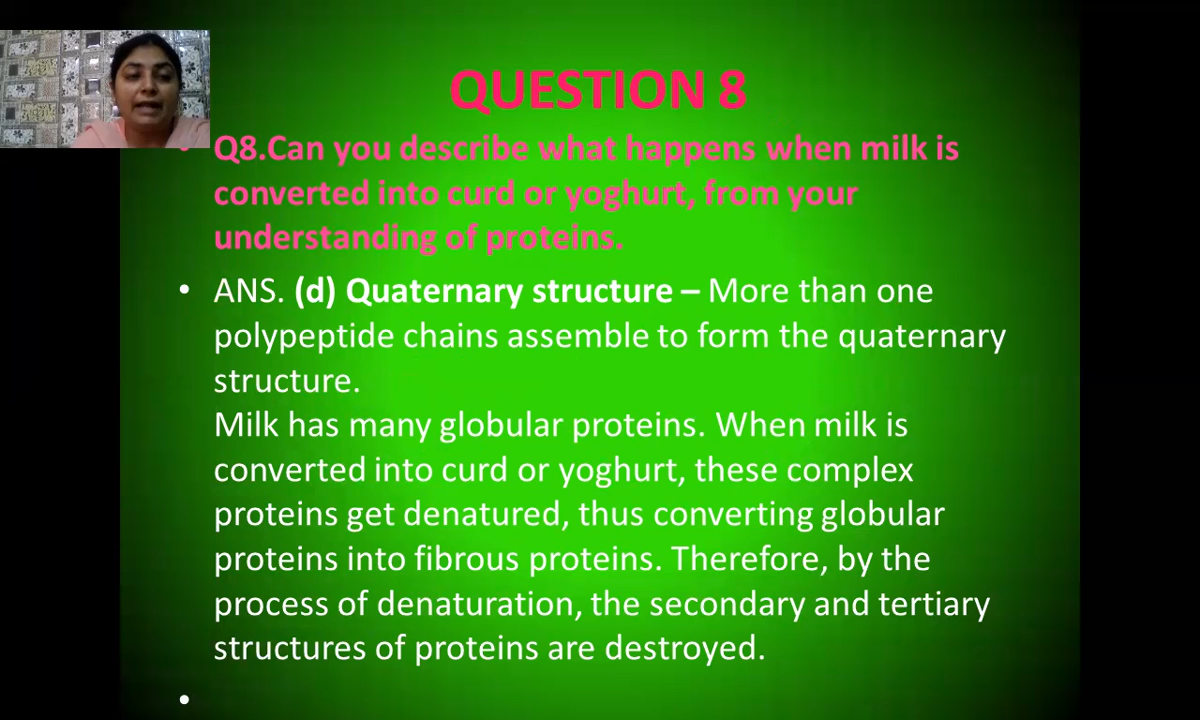 QUESTION 8
• Q8.Can you describe what happens when milk is
converted into curd or yoghurt, from your
understanding of proteins.
• ANS. (d) Quaternary structure – More than one
polypeptide chains assemble to form the quaternary
structure.
Milk has many globular proteins. When milk is
converted into curd or yoghurt, these complex
proteins get denatured, thus converting globular
proteins into fibrous proteins. Therefore, by the
process of denaturation, the secondary and tertiary
structures of proteins are destroyed.
•